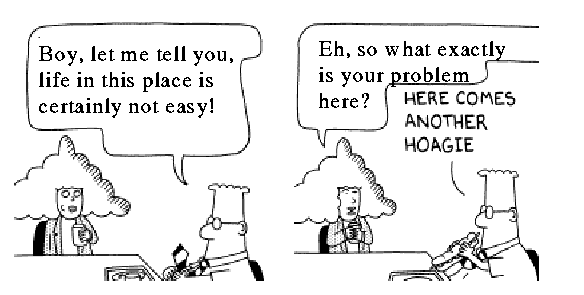 Boy, let me tell you,
life in this place is
certainly not easy!
Eh, so what exactly
is your problem
here?
HERE COMES
ANOTHER
HOAGIE